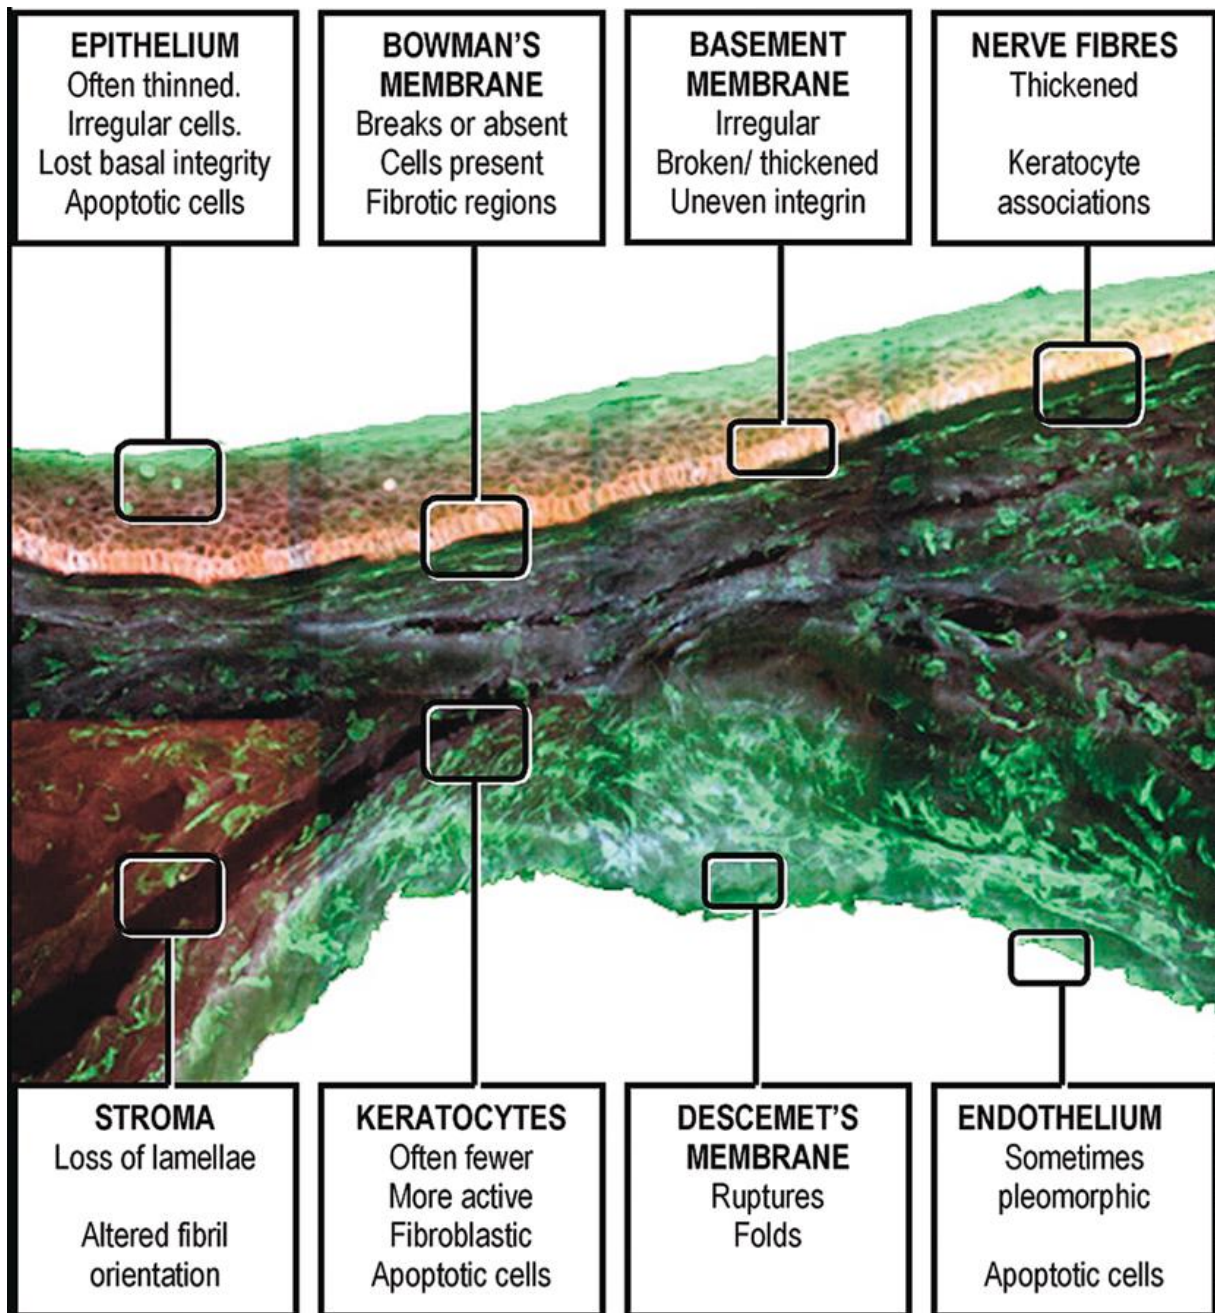 EPITHELIUM
Often thinned.
Irregular cells.
Lost basal integrity
Apoptotic cells
BOWMAN'S
MEMBRANE
Breaks or absent
Cells present
Fibrotic regions
BASEMENT
MEMBRANE
Irregular
Broken/ thickened
Uneven integrin
NERVE FIBRES
Thickened
Keratocyte
associations
STROMA
Loss of lamellae
Altered fibril
orientation
KERATOCYTES
Often fewer
More active
Fibroblastic
Apoptotic cells
DESCEMET'S
MEMBRANE
Ruptures
Folds
ENDOTHELIUM
Sometimes
pleomorphic
Apoptotic cells